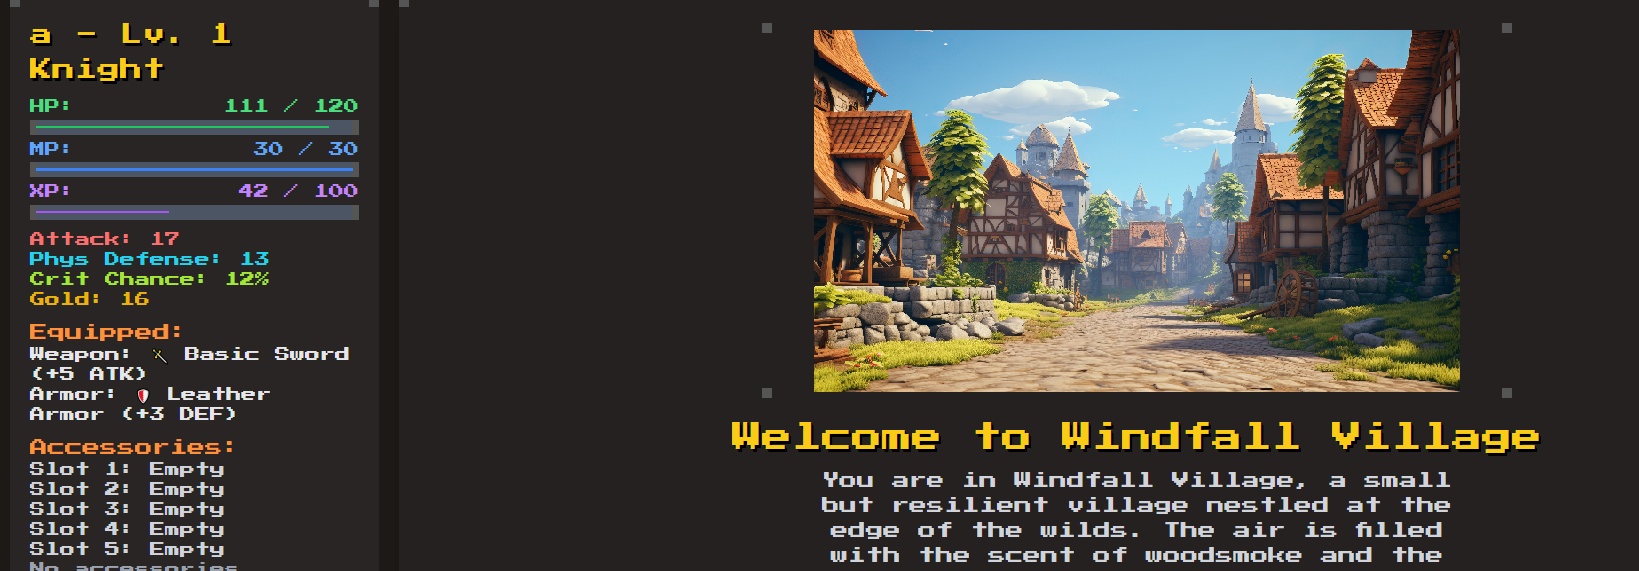 a - Lv. 1
Knight
HP: 111 / 120
MP: 30 / 30
XP: 42 / 100
Attack: 17
Phys Defense: 13
Crit Chance: 12%
Gold: 16
Equipped:
Weapon: Basic Sword
(+5 ATK)
Armor: Leather
Armor (+3 DEF)
Accessories:
Slot 1: Empty
Slot 2: Empty
Slot 3: Empty
Slot 4: Empty
Slot 5: Empty
No accessories
Welcome to Windfall Village
You are in Windfall Village, a small
but resilient village nestled at the
edge of the wilds. The air is filled
with the scent of woodsmoke and the